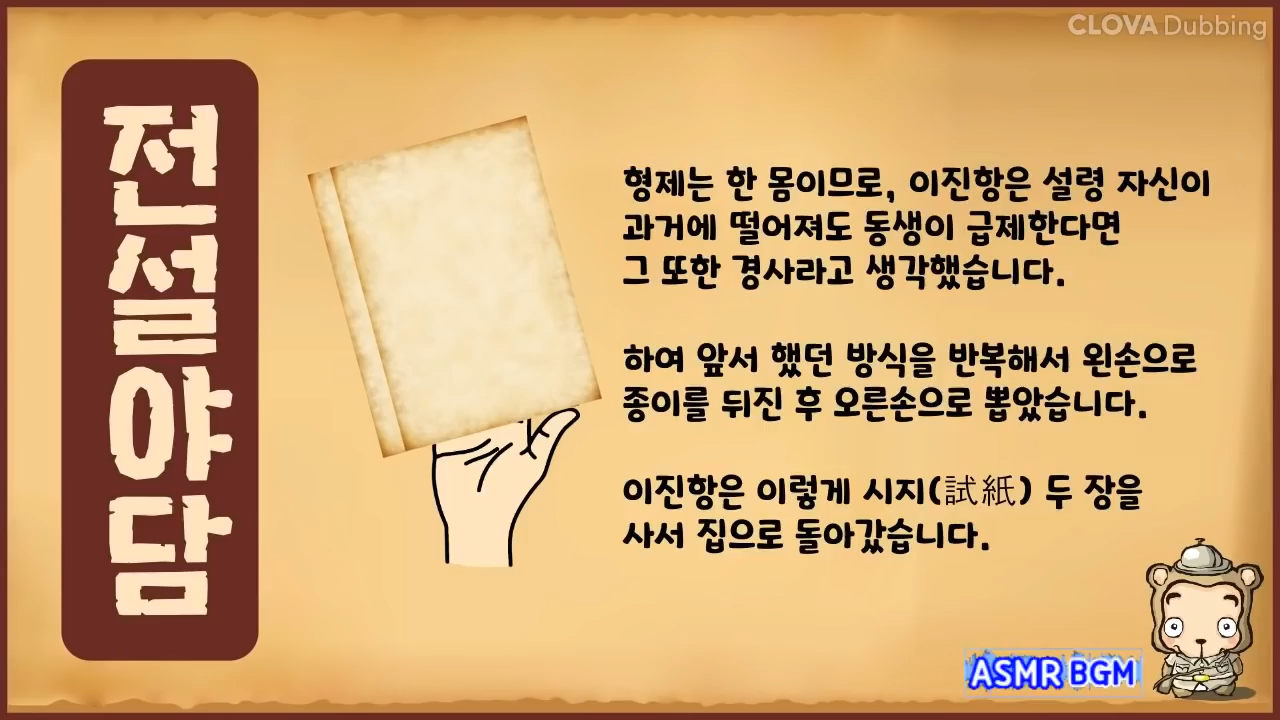 CLOVA Dubbing
전설야담
형제는 한 몸이므로, 이진항은 설령 자신이
과거에 떨어져도 동생이 급제한다면
그 또한 경사라고 생각했습니다.
하여 앞서 했던 방식을 반복해서 왼손으로
종이를 뒤진 후 오른손으로 뽑았습니다.
이진항은 이렇게 시지(試紙) 두 장을
사서 집으로 돌아갔습니다.
ASMR BGM